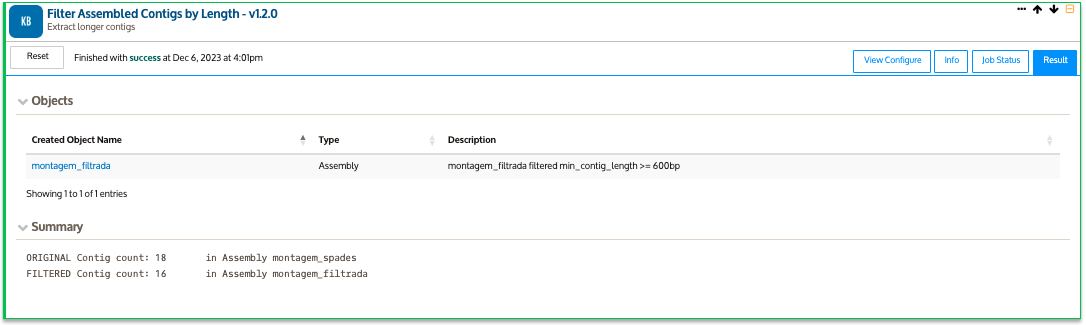 KB
Filter Assembled Contigs by Length - v1.2.0
Extract longer contigs
Reset
Finished with success at Dec 6, 2023 at 4:01pm
View Configure
Info
Job Status
Result
Objects
Created Object Name Type Description
montagem_filtrada Assembly montagem_filtrada filtered min_contig_length >= 600bp
Showing 1 to 1 of 1 entries
Summary
ORIGINAL Contig count: 18 in Assembly montagem_spades
FILTERED Contig count: 16 in Assembly montagem_filtrada